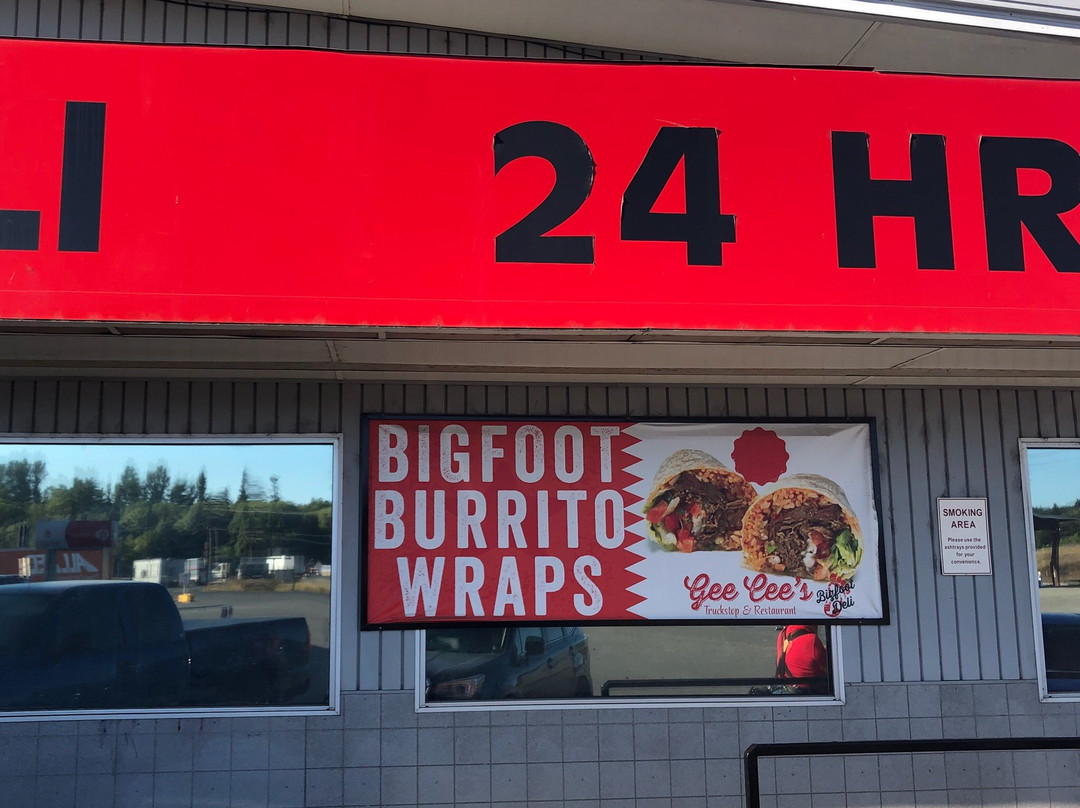 LI 24 HR
BIGFOOT
BURRITO
WRAPS
Gee Cee's
Truckstop & Restaurant
Bigfoot
Deli
SMOKING
AREA
Please use the
ashtrays provided
for your
convenience.